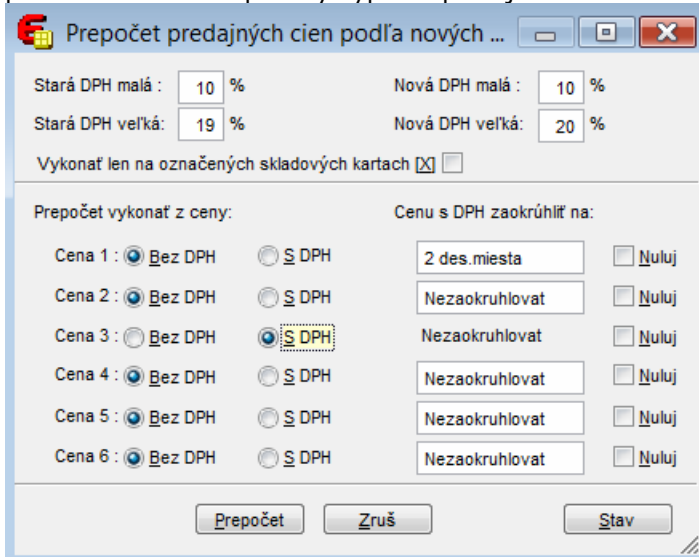 Prepočet predajných cien podľa nových ...
Stará DPH malá : 10 % Nová DPH malá : 10 %
Stará DPH veľká: 19 % Nová DPH veľká: 20 %
Vykonať len na označených skladových kartach [X]
Prepočet vykonať z ceny: Cenu s DPH zaokrúhliť na:
Cena 1 : Bez DPH S DPH 2 des.miesta Nuluj
Cena 2 : Bez DPH S DPH Nezaokruhlovat Nuluj
Cena 3 : Bez DPH S DPH Nezaokruhlovat Nuluj
Cena 4 : Bez DPH S DPH Nezaokruhlovat Nuluj
Cena 5 : Bez DPH S DPH Nezaokruhlovat Nuluj
Cena 6 : Bez DPH S DPH Nezaokruhlovat Nuluj
Prepočet Zruš Stav